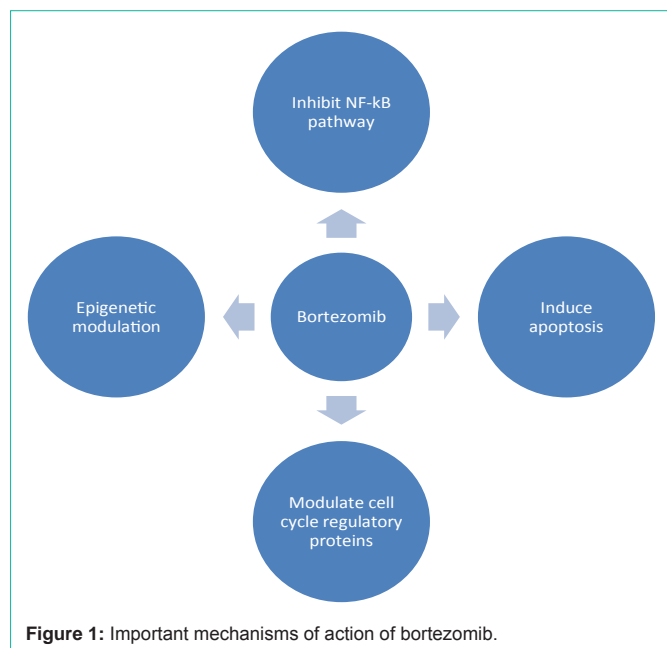 Inhibit NF-kB
pathway
Epigenetic
modulation
Bortezomib
Induce
apoptosis
Modulate cell
cycle regulatory
proteins
Figure 1: Important mechanisms of action of bortezomib.